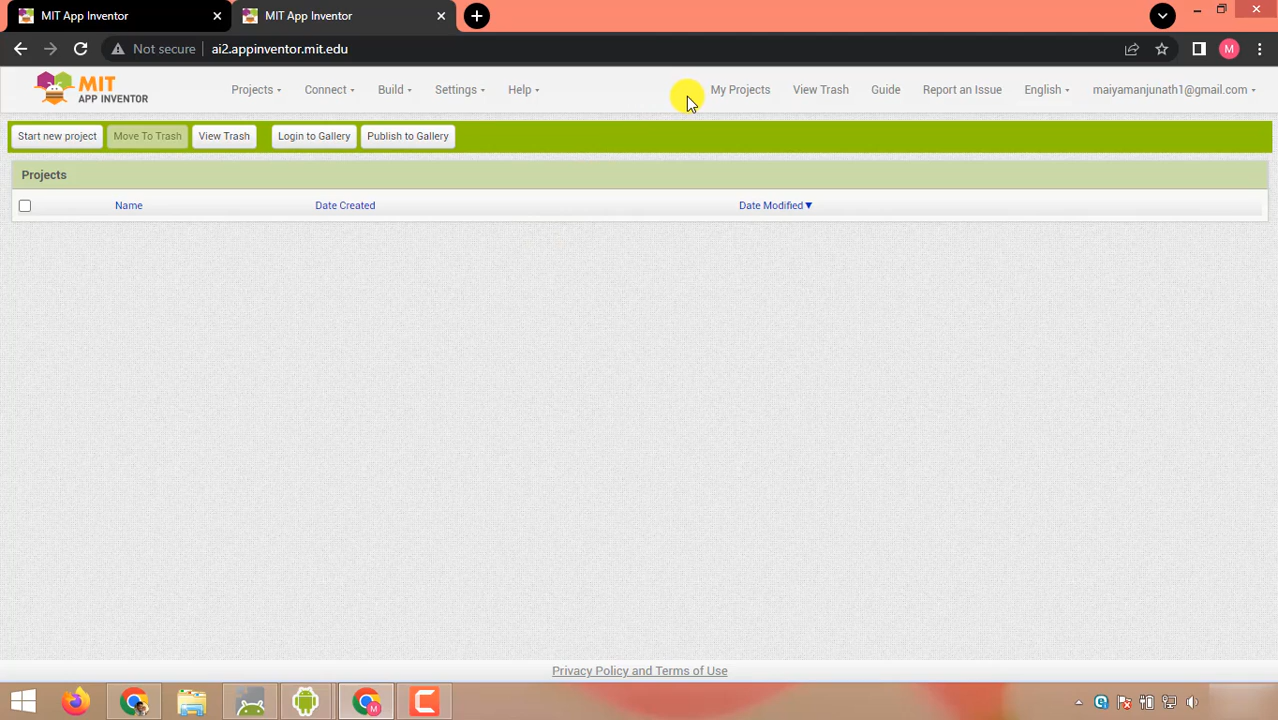 MIT App Inventor
MIT App Inventor
Not secure ai2.appinventor.mit.edu M
MIT
APP INVENTOR
Projects Connect Build Settings Help My Projects View Trash Guide Report an Issue English maiyamanjunath1@gmail.com
Start new project Move To Trash View Trash Login to Gallery Publish to Gallery
Projects
Name Date Created Date Modified
Privacy Policy and Terms of Use
M